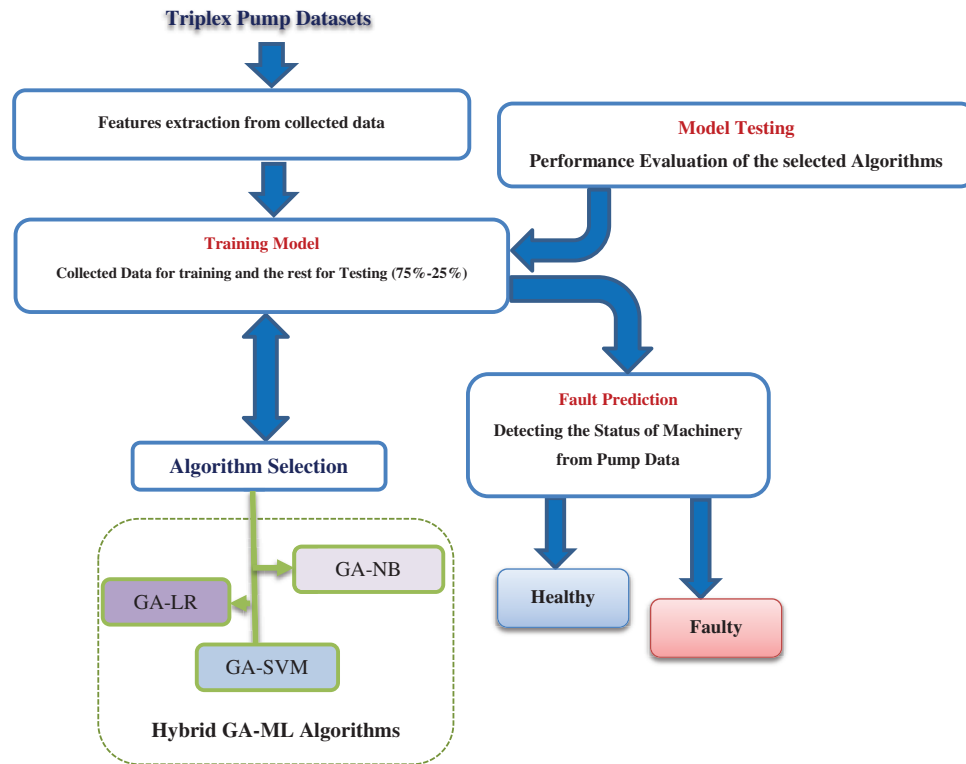 Triplex Pump Datasets
Features extraction from collected data
Model Testing
Performance Evaluation of the selected Algorithms
Training Model
Collected Data for training and the rest for Testing (75%-25%)
Fault Prediction
Detecting the Status of Machinery
from Pump Data
Algorithm Selection
GA-NB
GA-LR
GA-SVM
Hybrid GA-ML Algorithms
Healthy
Faulty